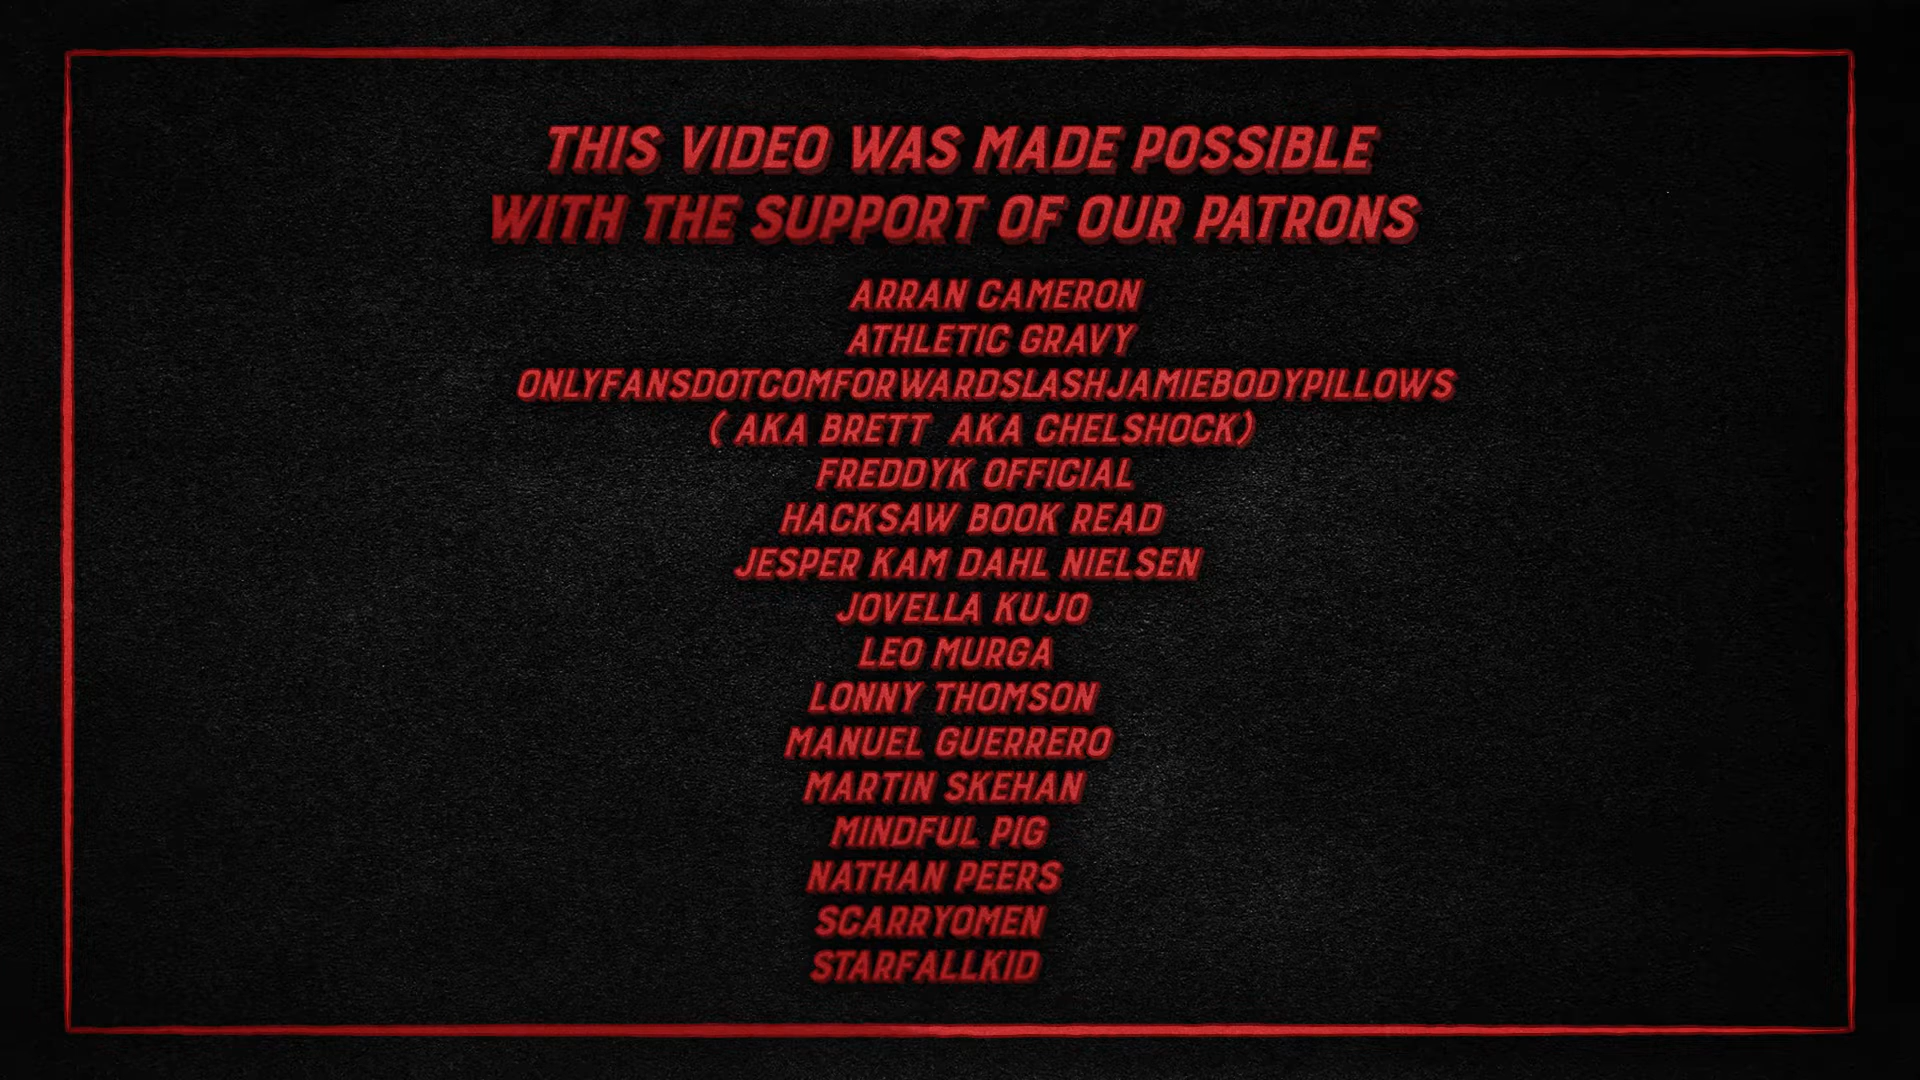 THIS VIDEO WAS MADE POSSIBLE
WITH THE SUPPORT OF OUR PATRONS
ARRAN CAMERON
ATHLETIC GRAVY
ONLYFANSDOTCOMFORWARDSLASHJAMIEBODYPILLOWS
( AKA BRETT  AKA CHELSHOCK)
FREDDYK OFFICIAL
HACKSAW BOOK READ
JESPER KAM DAHL NIELSEN
JOVELLA KUJO
LEO MURGA
LONNY THOMSON
MANUEL GUERRERO
MARTIN SKEHAN
MINDFUL PIG
NATHAN PEERS
SCARRYOMEN
STARFALLKID